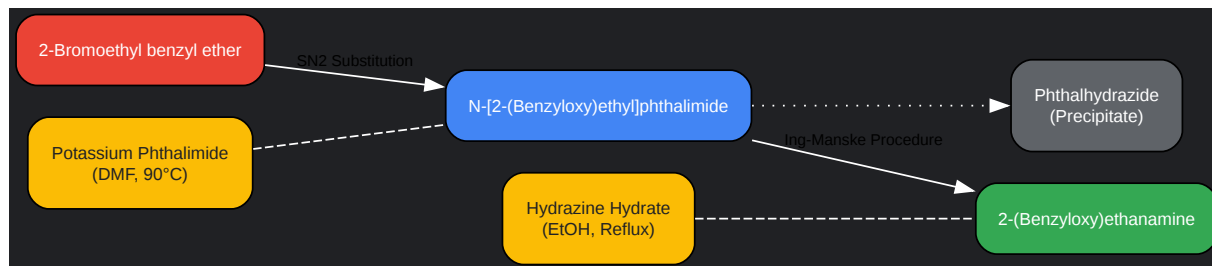 2-Bromoethyl benzyl ether
SN2 Substitution
N-[2-(Benzyloxy)ethyl]phthalimide
Phthalhydrazide
(Precipitate)
Potassium Phthalimide
(DMF, 90°C)
Ing-Manske Procedure
Hydrazine Hydrate
(EtOH, Reflux)
2-(Benzyloxy)ethanamine